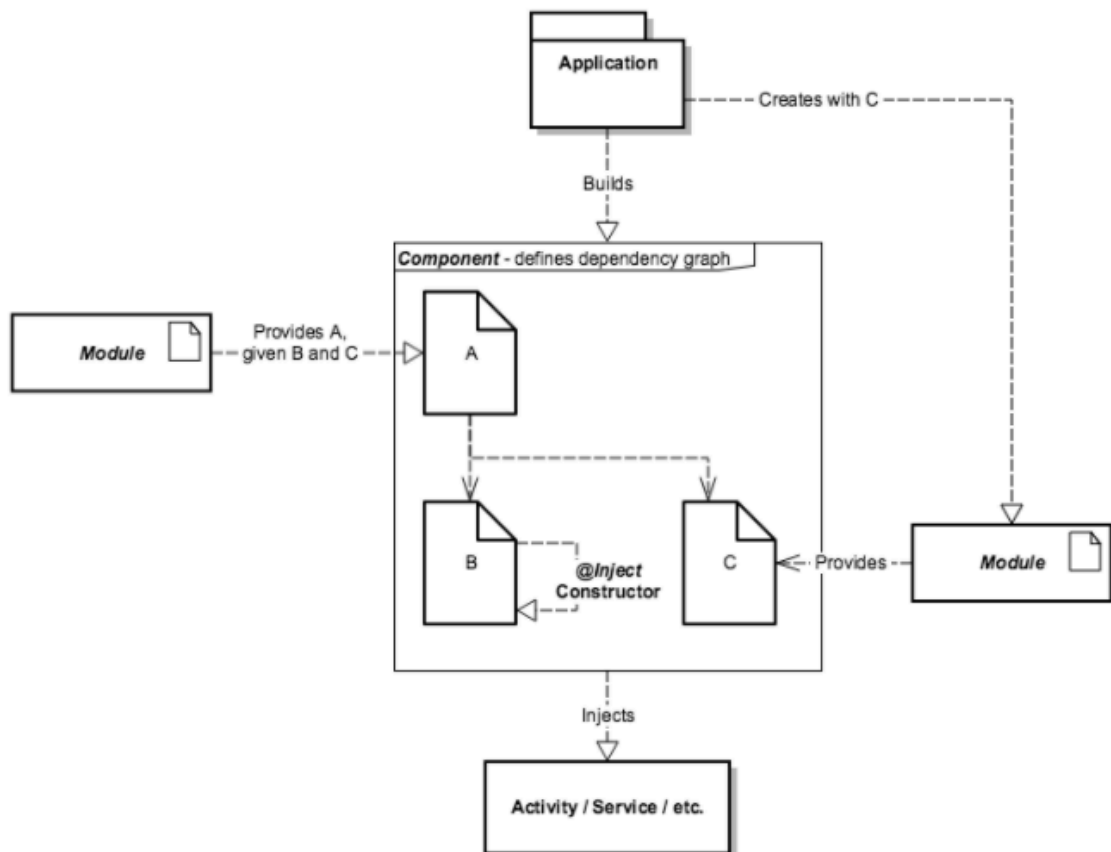 Application
Creates with C
Builds
Component - defines dependency graph
Provides A,
given B and C
Module
A
B
@Inject
Constructor
C
Provides
Module
Injects
Activity / Service / etc.